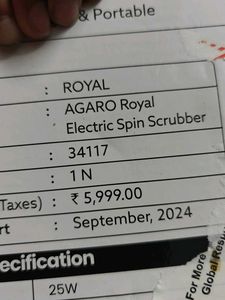 & Portable
: ROYAL
: AGARO Royal
Electric Spin Scrubber
: 34117
: 1 N
Taxes) : ₹ 5,999.00
rt : September, 2024
ecification
25W
For More
Global Resu